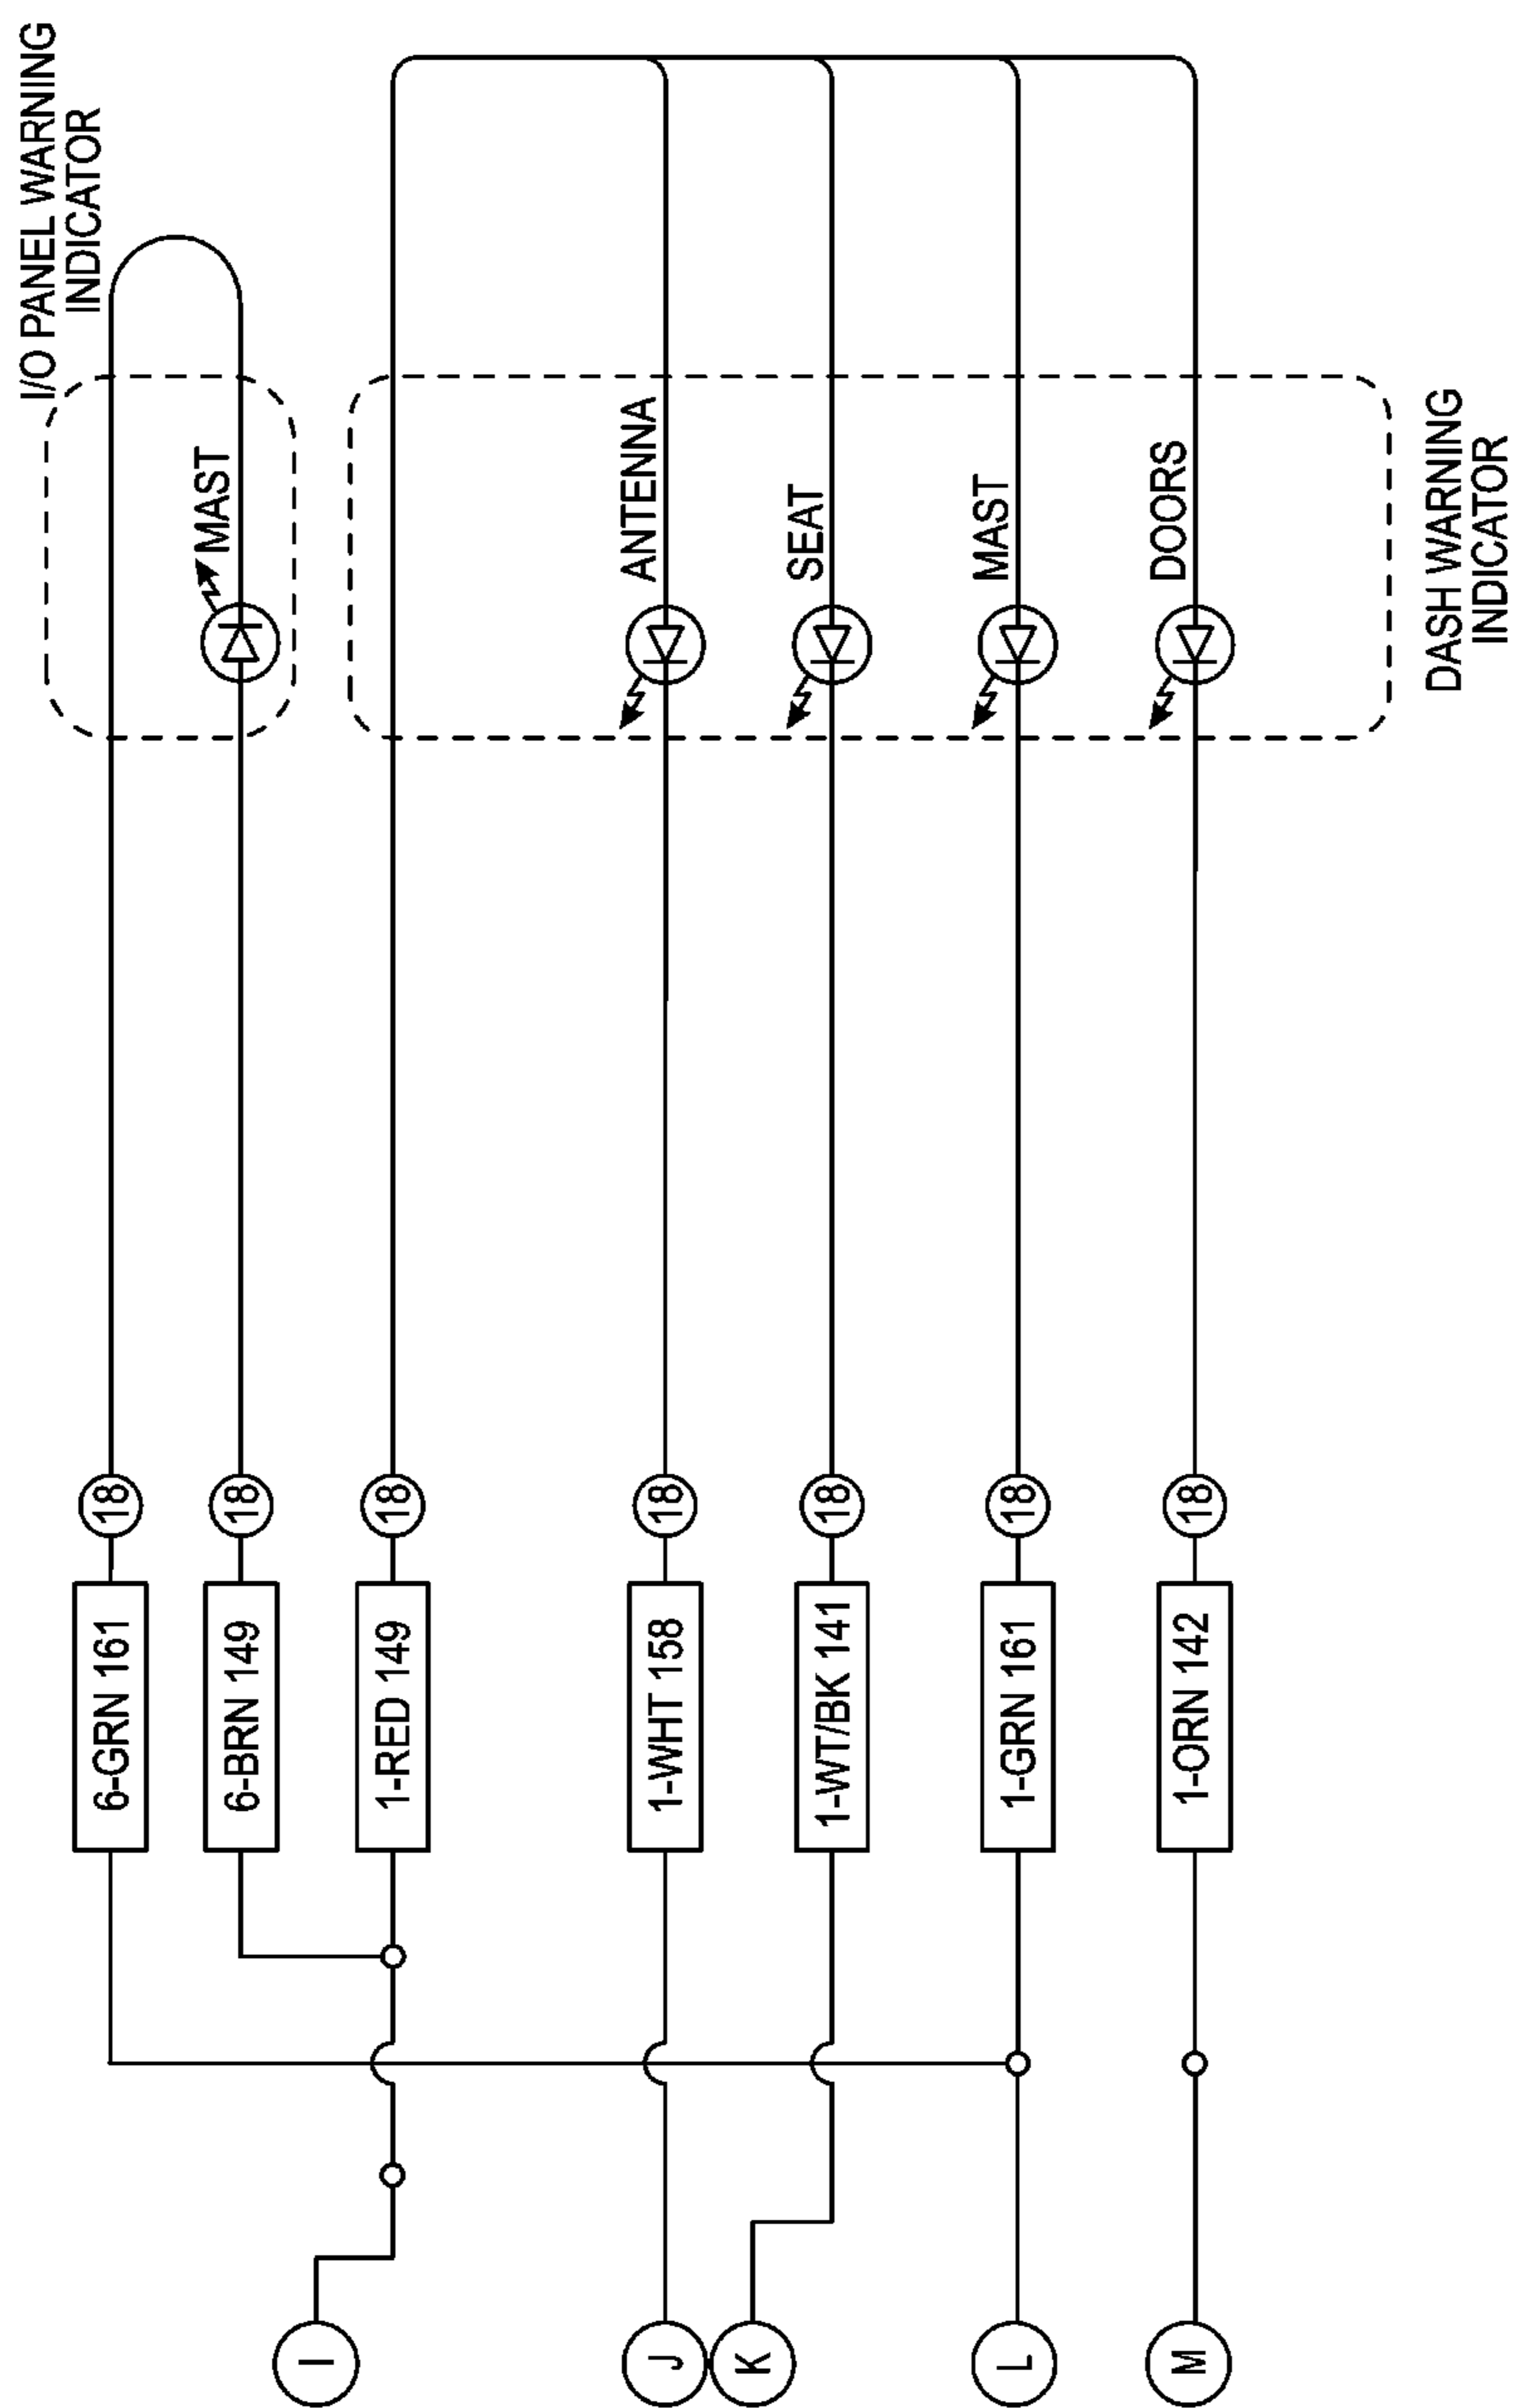 I/O PANEL WARNING
INDICATOR
MAST
ANTENNA
SEAT
MAST
DOORS
DASH WARNING
INDICATOR
18
18
18
18
18
18
18
6-GRN 161
6-BRN 149
1-RED 149
1-WHT 158
1-WT/BK 141
1-GRN 161
1-ORN 142
I
J
K
L
M